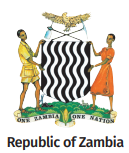 ONE ZAMBIA ONE NATION
Republic of Zambia